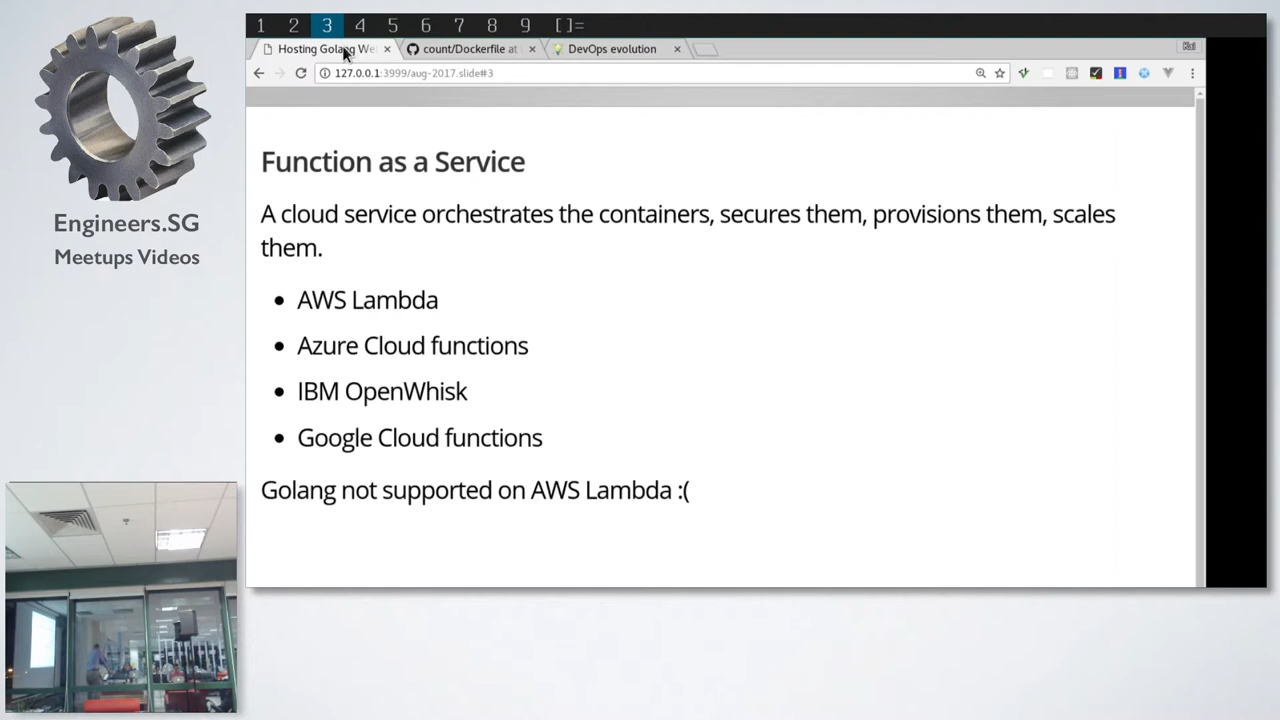 1 2 3 4 5 6 7 8 9 []=
Hosting Golang We
count/Dockerfile at
DevOps evolution
127.0.0.1:3999/aug-2017.slide#3
Function as a Service
A cloud service orchestrates the containers, secures them, provisions them, scales
them.
• AWS Lambda
• Azure Cloud functions
• IBM OpenWhisk
• Google Cloud functions
Golang not supported on AWS Lambda :(
Engineers.SG
Meetups Videos